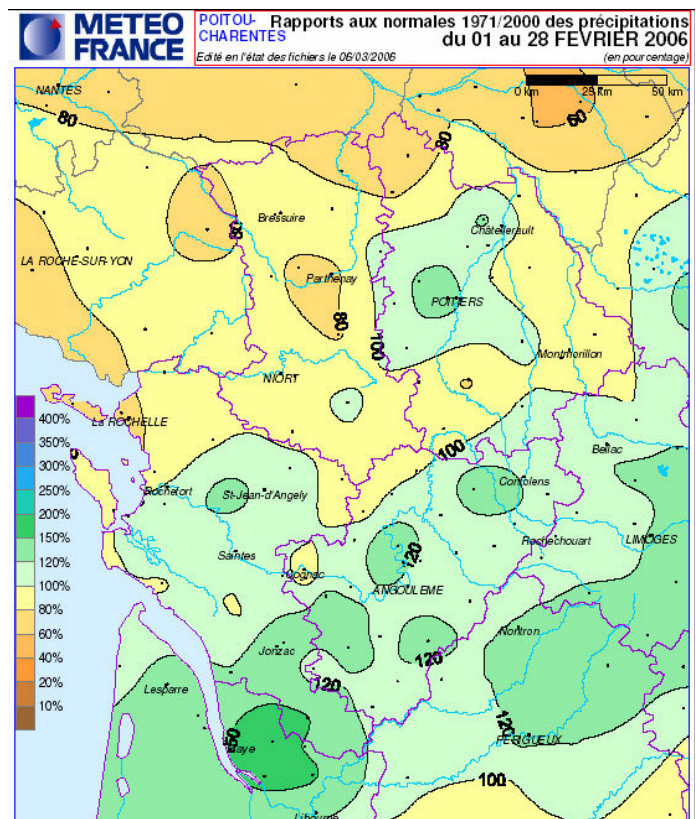 METEO
FRANCE
POITOU-
CHARENTES
Rapports aux normales 1971/2000 des précipitations
du 01 au 28 FEVRIER 2006
Edité en l'état des fichiers le 06/03/2006
(en pourcentage)
0 km 25 km 50 km
NANTES
80
60
80
Bressuire
80
Châtellerault
LA ROCHE-SUR-YON
Parthenay
POITIERS
80
100
Montmorillon
NIORT
La ROCHELLE
100
Bellac
400%
350%
300%
250%
200%
150%
120%
100%
80%
60%
40%
20%
10%
Rochefort
St-Jean-d'Angely
Confolens
Saintes
120
Rochechouart
LIMOGES
Cognac
ANGOULEME
Nontron
Jonzac
120
120
Lesparre
120
PERIGUEUX
Blaye
100
Libourne